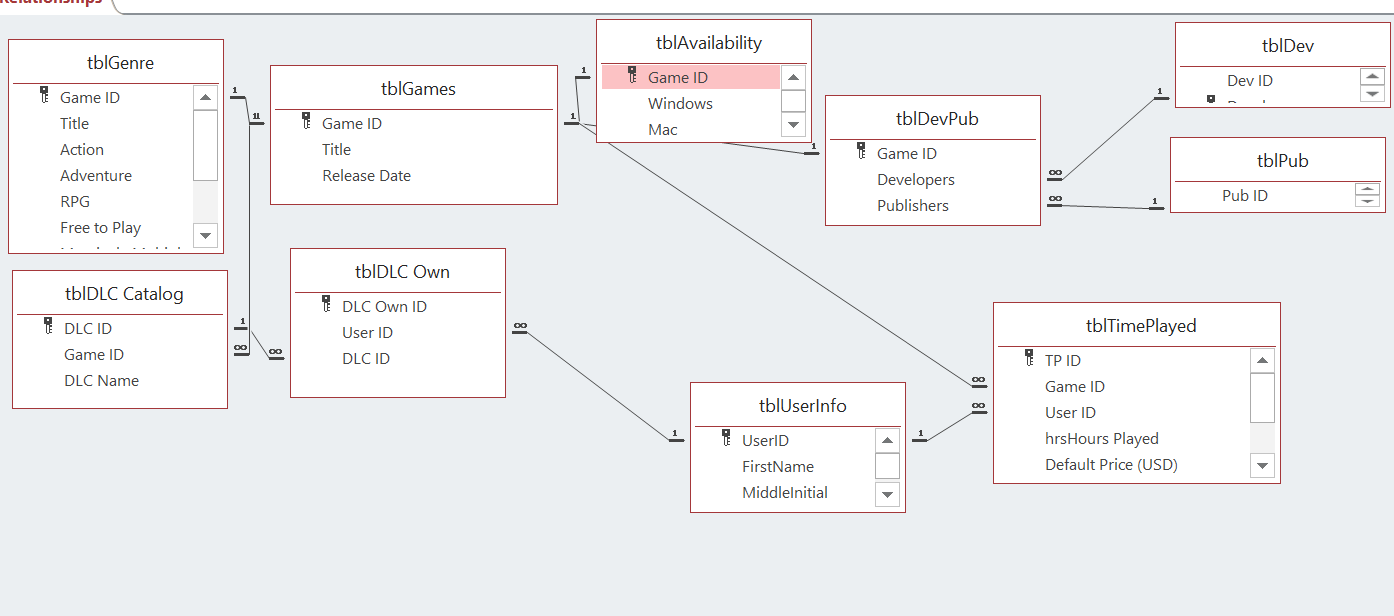 Relationships
tblGenre
Game ID
Title
Action
Adventure
RPG
Free to Play
tblGames
Game ID
Title
Release Date
tblAvailability
Game ID
Windows
Mac
tblDevPub
Game ID
Developers
Publishers
tblDev
Dev ID
tblPub
Pub ID
tblDLC Catalog
DLC ID
Game ID
DLC Name
tblDLC Own
DLC Own ID
User ID
DLC ID
tblUserInfo
UserID
FirstName
MiddleInitial
tblTimePlayed
TP ID
Game ID
User ID
hrsHours Played
Default Price (USD)
1
1
1
1
1
1
1
1
1
1
∞
∞
∞
∞
∞
∞
∞